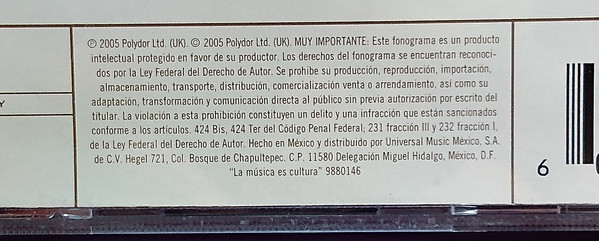 ℗ 2005 Polydor Ltd. (UK). © 2005 Polydor Ltd. (UK). MUY IMPORTANTE: Este fonograma es un producto
intelectual protegido en favor de su productor. Los derechos del fonograma se encuentran reconoci-
dos por la Ley Federal del Derecho de Autor. Se prohibe su producción, reproducción, importación,
almacenamiento, transporte, distribución, comercialización venta o arrendamiento, así como su
adaptación, transformación y comunicación directa al público sin previa autorización por escrito del
titular. La violación a esta prohibición constituyen un delito y una infracción que están sancionados
conforme a los artículos. 424 Bis, 424 Ter del Código Penal Federal; 231 fracción III y 232 fracción I,
de la Ley Federal del Derecho de Autor. Hecho en México y distribuido por Universal Music México, S.A.
de C.V. Hegel 721, Col. Bosque de Chapultepec. C.P. 11580 Delegación Miguel Hidalgo, México, D.F.
"La música es cultura" 9880146
Y
6